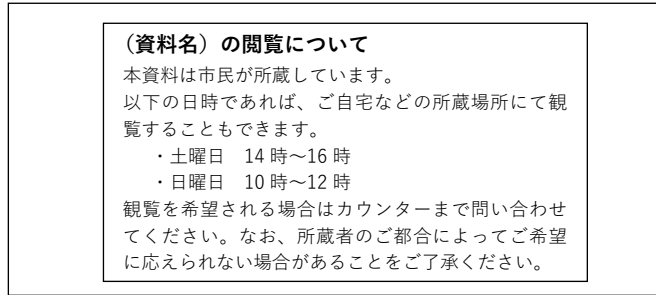 （資料名）の閲覧について
本資料は市民が所蔵しています。
以下の日時であれば、ご自宅などの所蔵場所にて観
覧することもできます。
・土曜日　14 時～16 時
・日曜日　10 時～12 時
観覧を希望される場合はカウンターまで問い合わせ
てください。なお、所蔵者のご都合によってご希望
に応えられない場合があることをご了承ください。